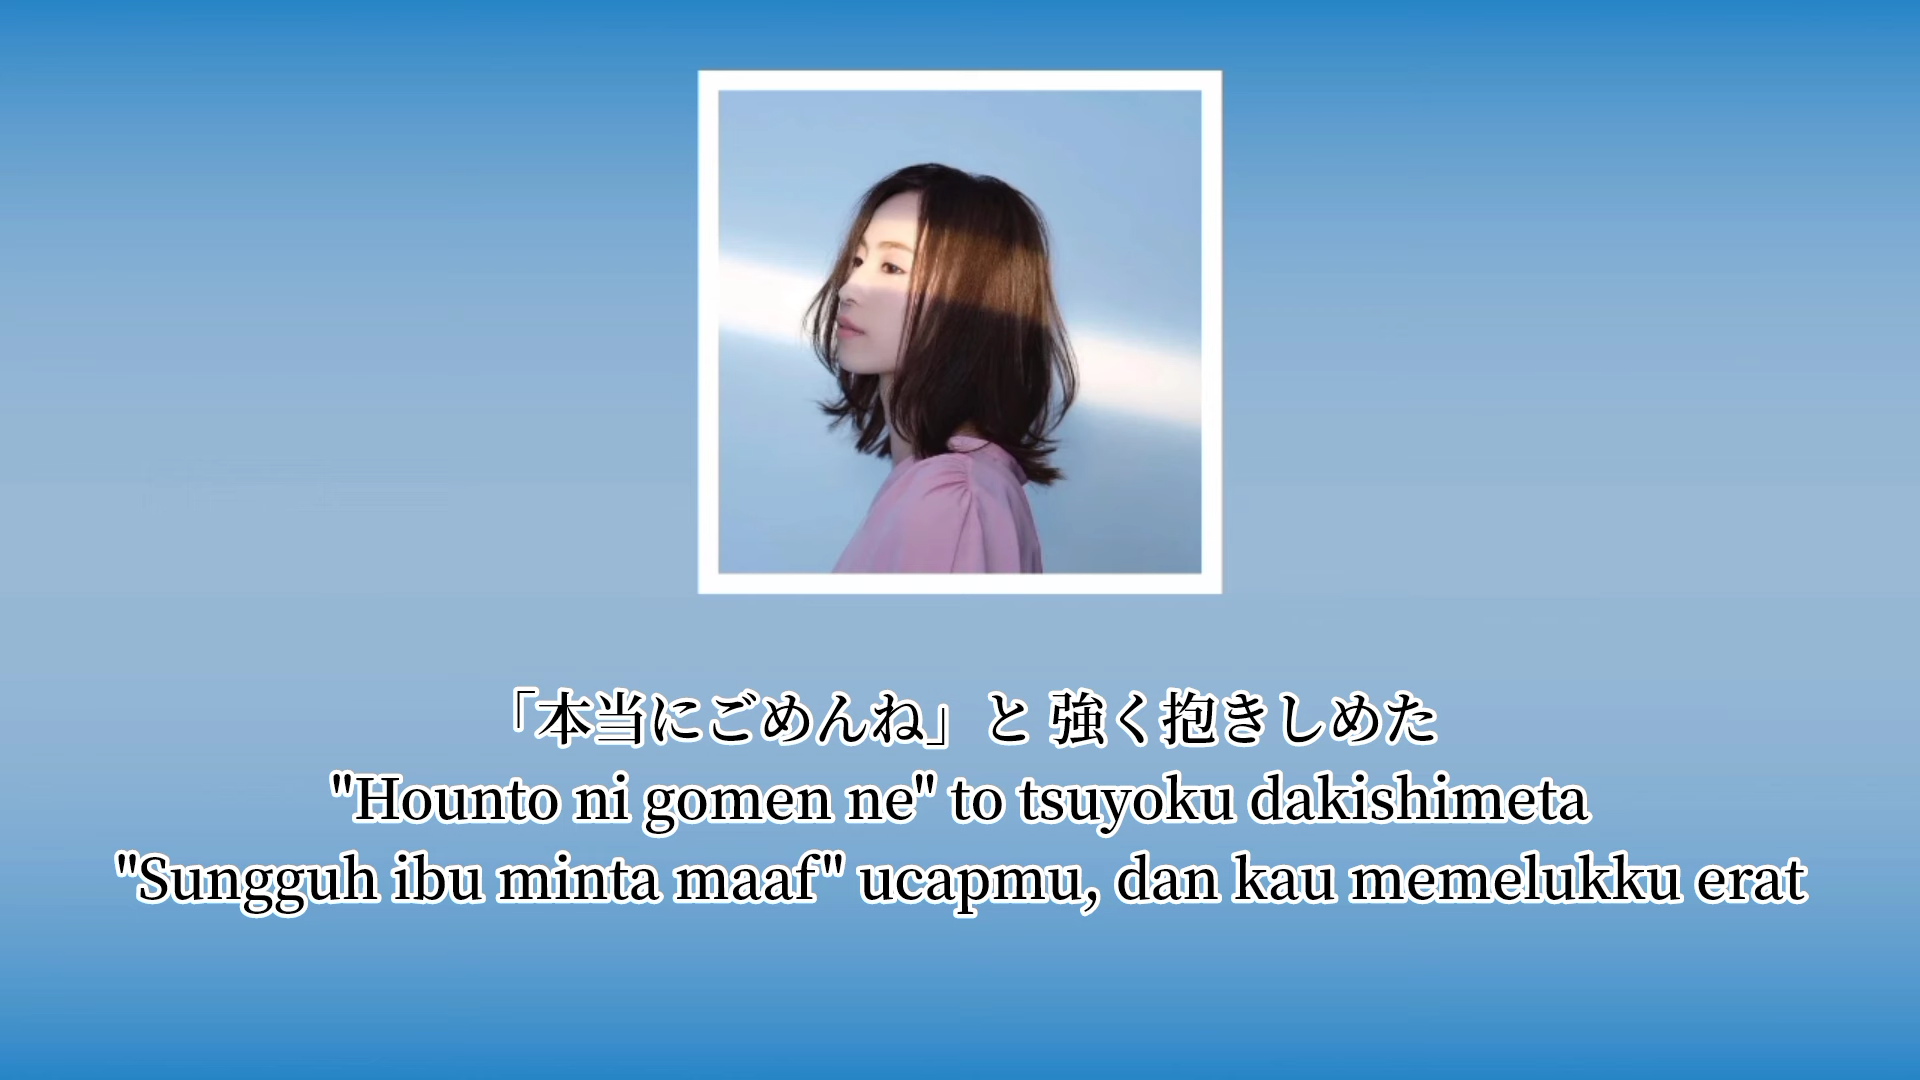 「本当にごめんね」と 強く抱きしめた
"Hounto ni gomen ne" to tsuyoku dakishimeta
"Sungguh ibu minta maaf" ucapmu, dan kau memelukku erat